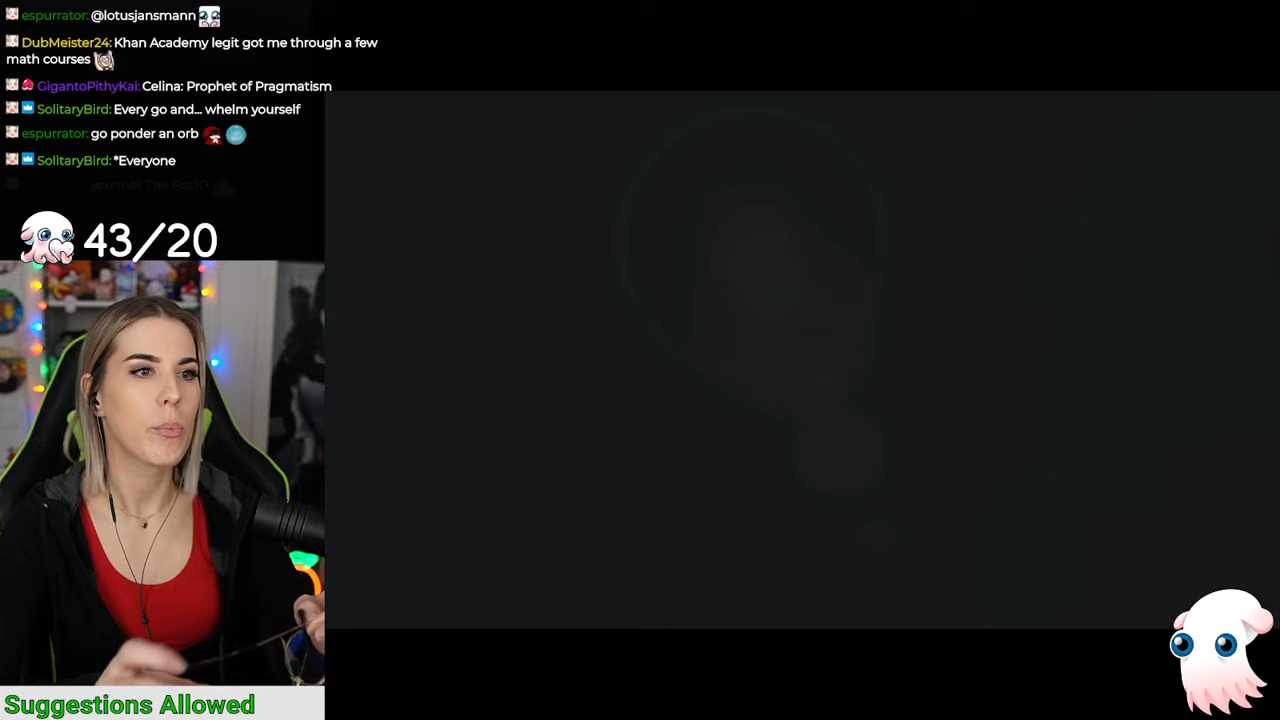 espurrator: @lotusjansmann
DubMeister24: Khan Academy legit got me through a few
math courses
GigantoPithyKai: Celina: Prophet of Pragmatism
SolitaryBird: Every go and... whelm yourself
espurrator: go ponder an orb
SolitaryBird: *Everyone
43/20
Suggestions Allowed